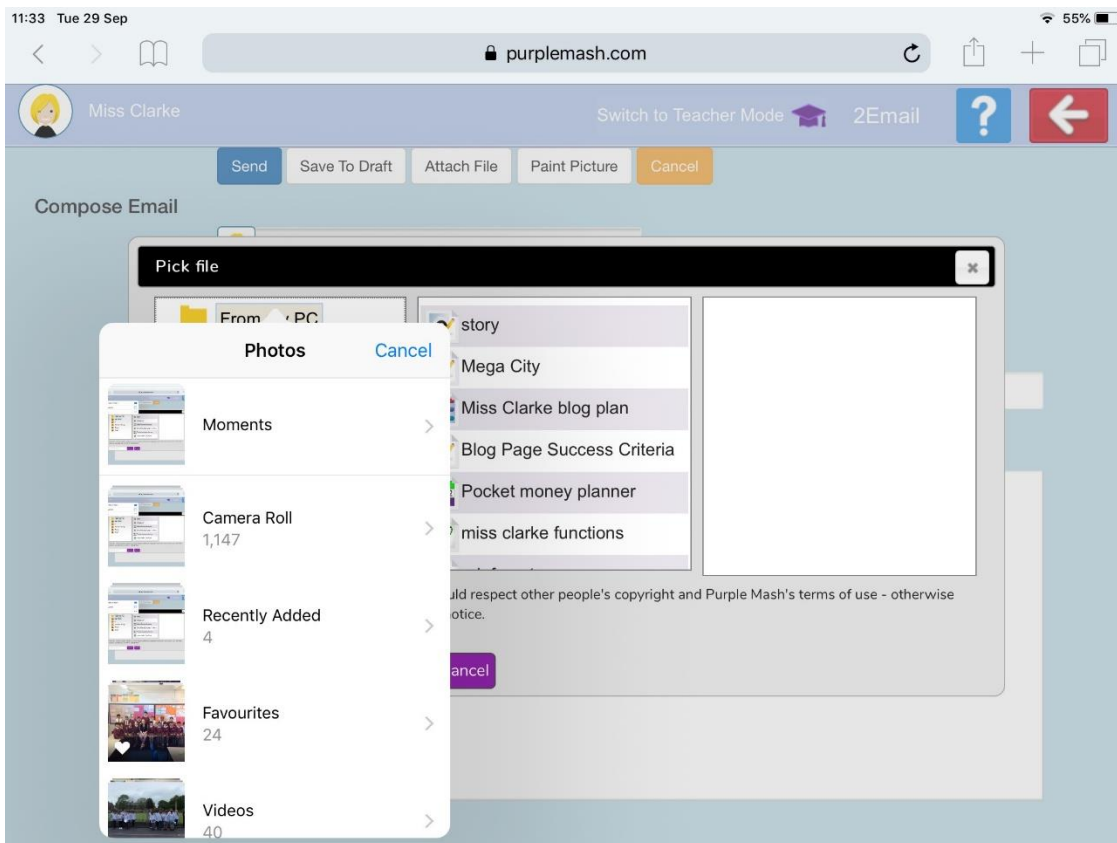 11:33 Tue 29 Sep
55%
purplemash.com
Miss Clarke
Switch to Teacher Mode
2Email
?
Send
Save To Draft
Attach File
Paint Picture
Cancel
Compose Email
Pick file
From PC
story
Mega City
Miss Clarke blog plan
Blog Page Success Criteria
Pocket money planner
miss clarke functions
respect other people's copyright and Purple Mash's terms of use - otherwise
ancel
Photos
Cancel
Moments
Camera Roll
1,147
Recently Added
4
Favourites
24
Videos
40